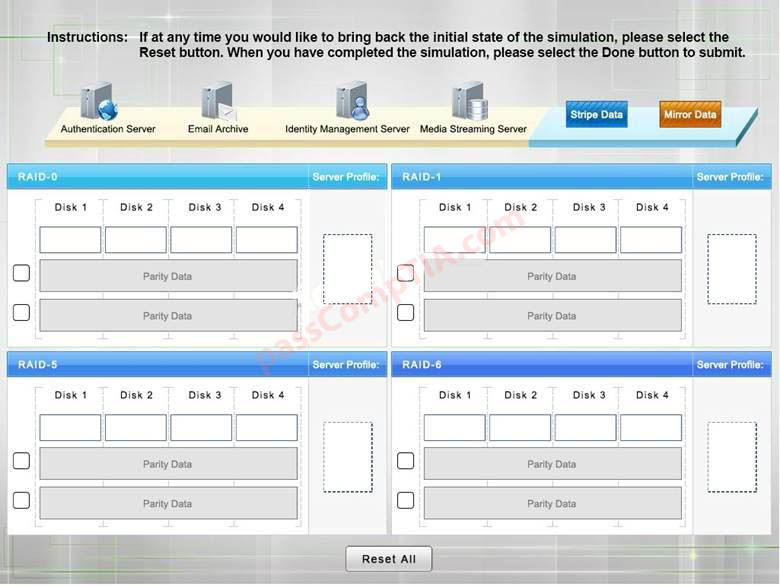 Instructions: If at any time you would like to bring back the initial state of the simulation, please select the
Reset button. When you have completed the simulation, please select the Done button to submit.
Authentication Server Email Archive Identity Management Server Media Streaming Server Stripe Data Mirror Data
RAID-0 Server Profile:
Disk 1 Disk 2 Disk 3 Disk 4
Parity Data
Parity Data
RAID-1 Server Profile:
Disk 1 Disk 2 Disk 3 Disk 4
Parity Data
Parity Data
passCompTIA.com
RAID-5 Server Profile:
Disk 1 Disk 2 Disk 3 Disk 4
Parity Data
Parity Data
RAID-6 Server Profile:
Disk 1 Disk 2 Disk 3 Disk 4
Parity Data
Parity Data
Reset All